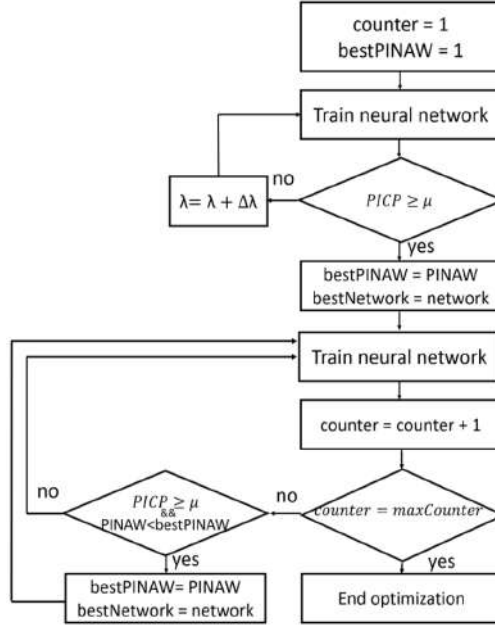 counter = 1
bestPINAW = 1
Train neural network
no
λ= λ + Δλ
PICP ≥ μ
yes
bestPINAW = PINAW
bestNetwork = network
Train neural network
counter = counter + 1
no
PICP ≥ μ
&&
PINAW<bestPINAW
no
counter = maxCounter
yes
yes
bestPINAW= PINAW
bestNetwork = network
End optimization